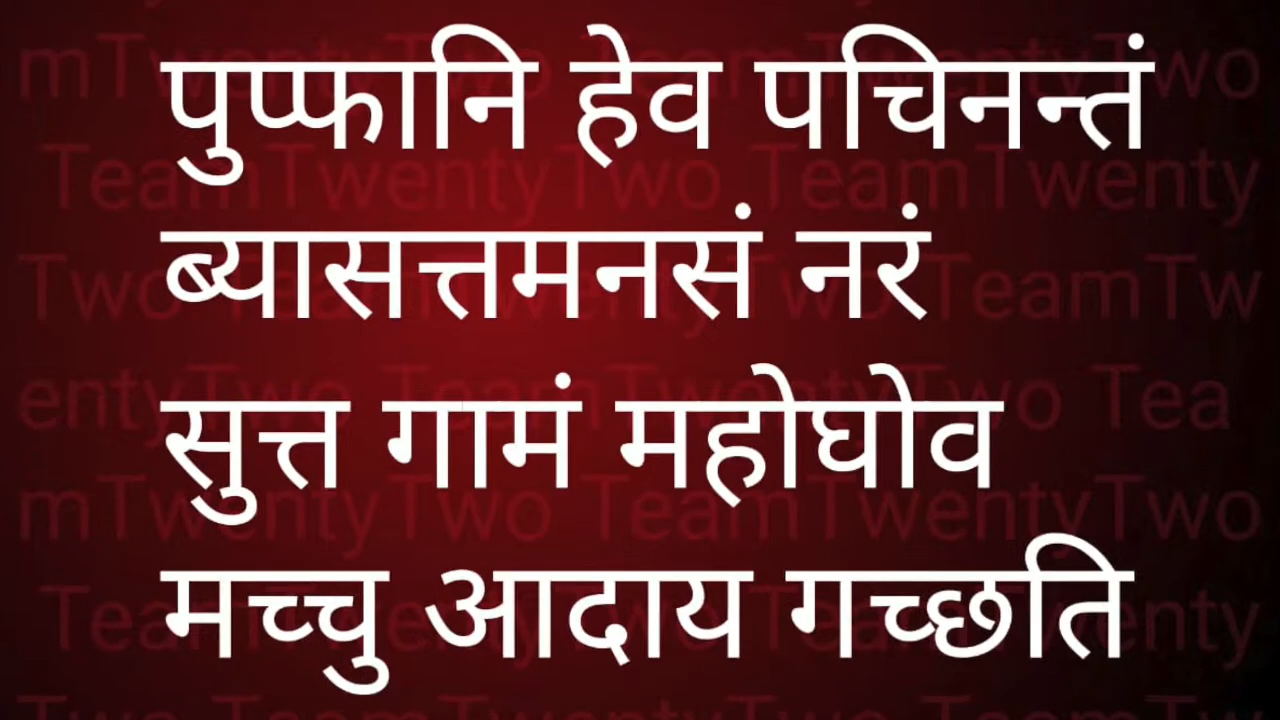 पुप्फानि हेव पचिनन्तं
ब्यासत्तमनसं नरं
सुत्त गामं महोघोव
मच्चु आदाय गच्छति